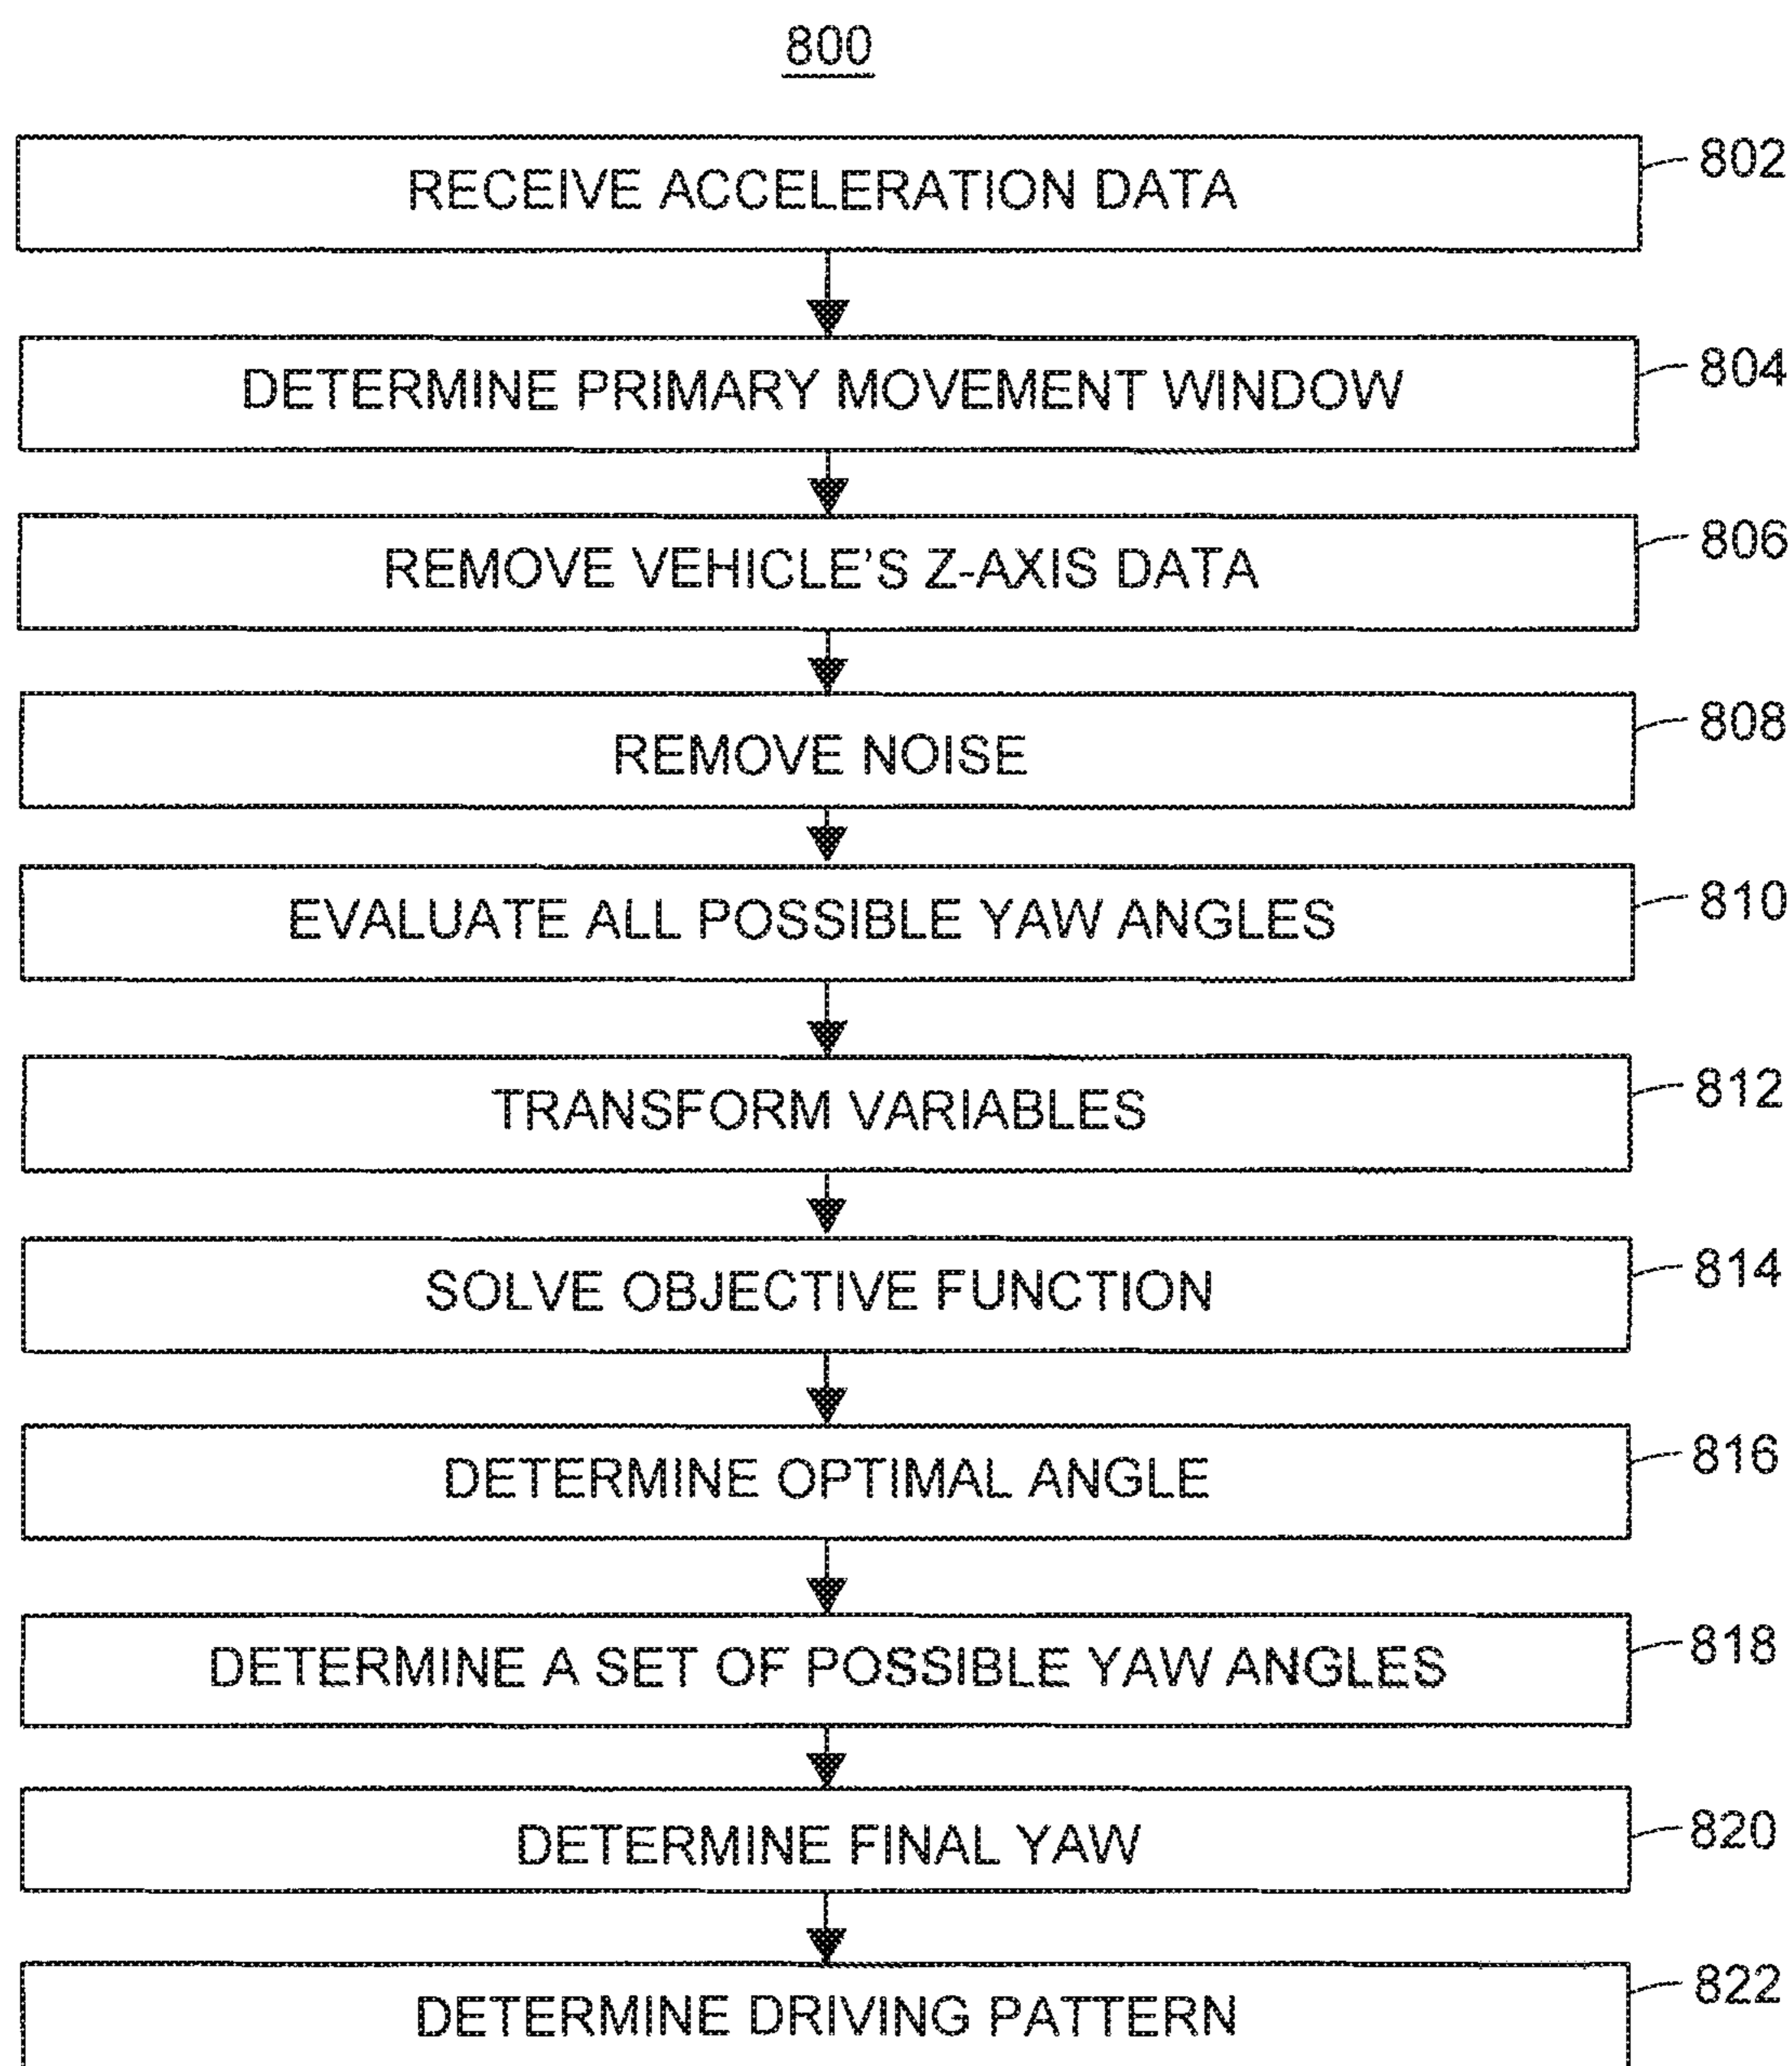 800
RECEIVE ACCELERATION DATA 802
DETERMINE PRIMARY MOVEMENT WINDOW 804
REMOVE VEHICLE'S Z-AXIS DATA 806
REMOVE NOISE 808
EVALUATE ALL POSSIBLE YAW ANGLES 810
TRANSFORM VARIABLES 812
SOLVE OBJECTIVE FUNCTION 814
DETERMINE OPTIMAL ANGLE 816
DETERMINE A SET OF POSSIBLE YAW ANGLES 818
DETERMINE FINAL YAW 820
DETERMINE DRIVING PATTERN 822